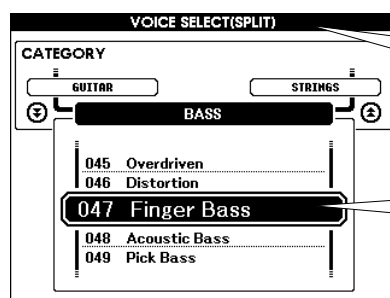 VOICE SELECT(SPLIT)
CATEGORY
GUITAR STRINGS
BASS
045 Overdriven
046 Distortion
047 Finger Bass
048 Acoustic Bass
049 Pick Bass